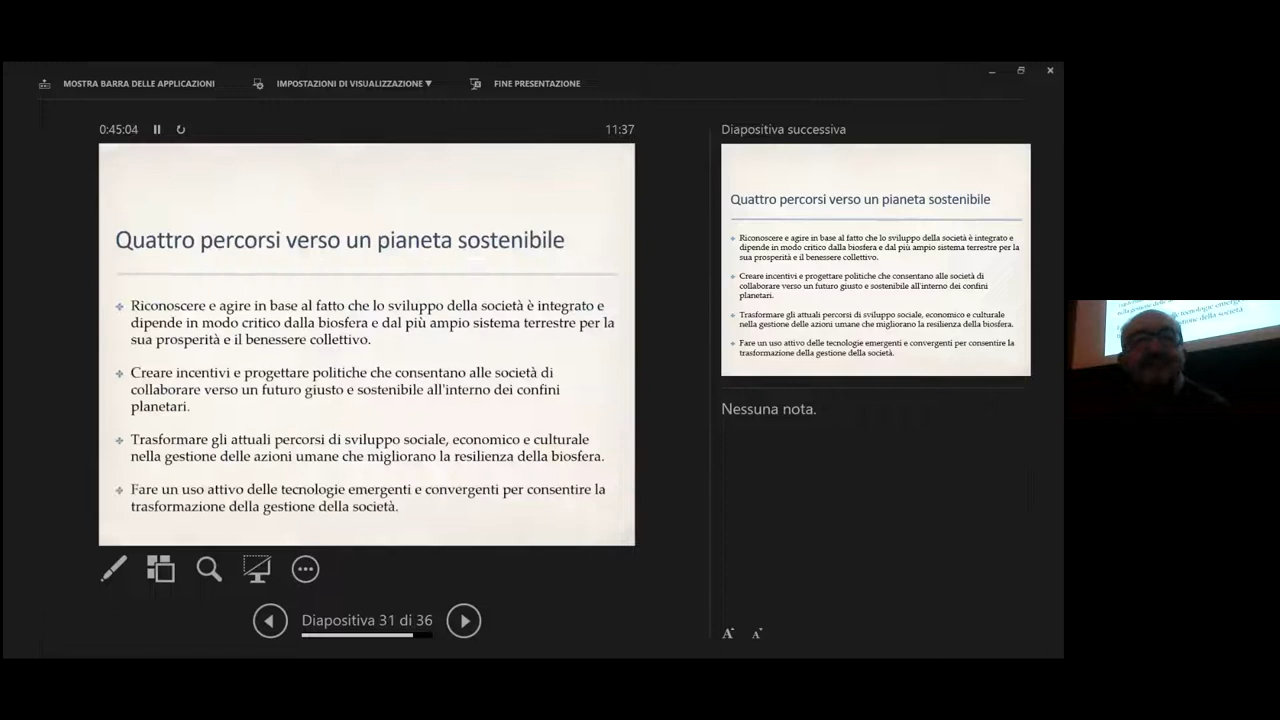 MOSTRA BARRA DELLE APPLICAZIONI
IMPOSTAZIONI DI VISUALIZZAZIONE ▼
FINE PRESENTAZIONE
0:45:04
11:37
Quattro percorsi verso un pianeta sostenibile
Riconoscere e agire in base al fatto che lo sviluppo della società è integrato e
dipende in modo critico dalla biosfera e dal più ampio sistema terrestre per la
sua prosperità e il benessere collettivo.
Creare incentivi e progettare politiche che consentano alle società di
collaborare verso un futuro giusto e sostenibile all'interno dei confini
planetari.
Trasformare gli attuali percorsi di sviluppo sociale, economico e culturale
nella gestione delle azioni umane che migliorano la resilienza della biosfera.
Fare un uso attivo delle tecnologie emergenti e convergenti per consentire la
trasformazione della gestione della società.
Diapositiva 31 di 36
Diapositiva successiva
Quattro percorsi verso un pianeta sostenibile
Riconoscere e agire in base al fatto che lo sviluppo della società è integrato e
dipende in modo critico dalla biosfera e dal più ampio sistema terrestre per la
sua prosperità e il benessere collettivo.
Creare incentivi e progettare politiche che consentano alle società di
collaborare verso un futuro giusto e sostenibile all'interno dei confini
planetari.
Trasformare gli attuali percorsi di sviluppo sociale, economico e culturale
nella gestione delle azioni umane che migliorano la resilienza della biosfera.
Fare un uso attivo delle tecnologie emergenti e convergenti per consentire la
trasformazione della gestione della società.
Nessuna nota.
A A
nella gestione delle
delle tecnologie
della società